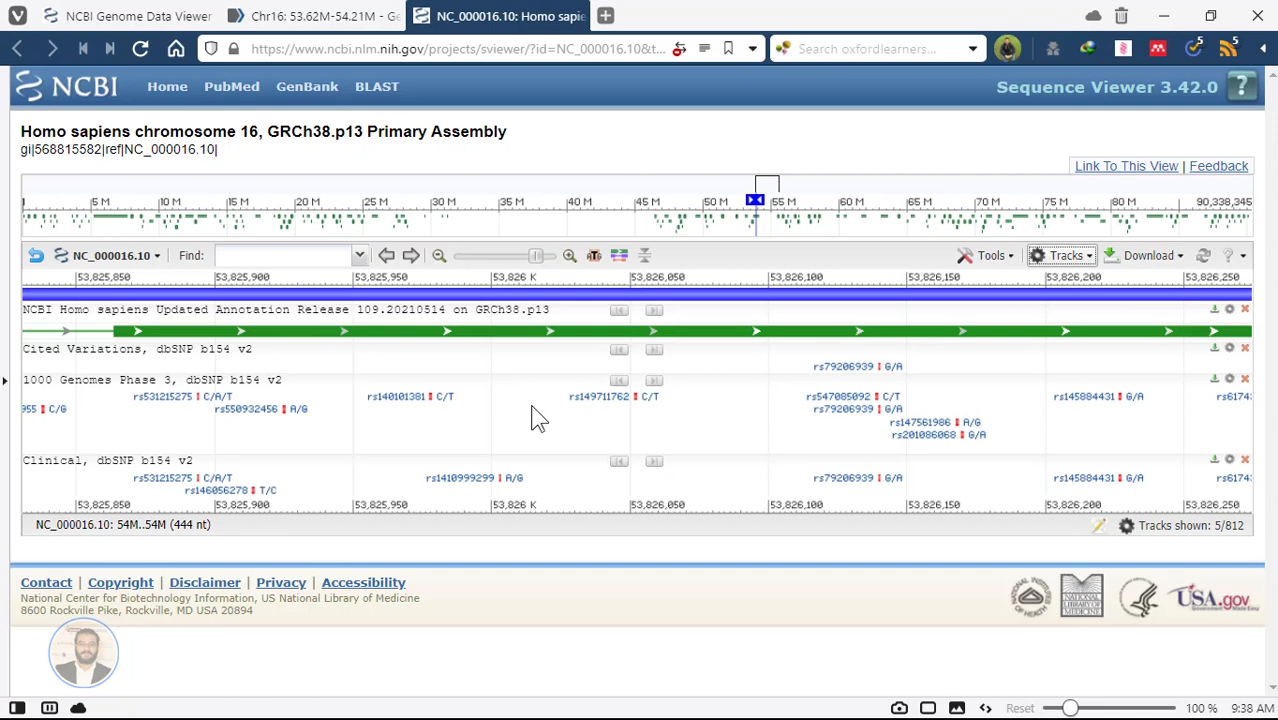 NCBI Genome Data Viewer
Chr16: 53.62M-54.21M - Ge
NC_000016.10: Homo sapie
https://www.ncbi.nlm.nih.gov/projects/sviewer/?id=NC_000016.10&t...
Search oxfordlearners
5
5
NCBI
Home
PubMed
GenBank
BLAST
Sequence Viewer 3.42.0
?
Homo sapiens chromosome 16, GRCh38.p13 Primary Assembly
gi|568815582|ref|NC_000016.10|
Link To This View | Feedback
5 M 10 M 15 M 20 M 25 M 30 M 35 M 40 M 45 M 50 M 55 M 60 M 65 M 70 M 75 M 80 M 90,338,345
NC_000016.10
Find:
Tools
Tracks
Download
?
53,825,850 53,825,900 53,825,950 53,826 K 53,826,050 53,826,100 53,826,150 53,826,200 53,826,250
NCBI Homo sapiens Updated Annotation Release 109.20210514 on GRCh38.p13
Cited Variations, dbSNP b154 v2
rs79206939 G/A
1000 Genomes Phase 3, dbSNP b154 v2
rs531215275 C/A/T rs140101381 C/T rs149711762 C/T rs547085092 C/T rs145884431 G/A rs6174
955 C/G rs550932456 A/G rs79206939 G/A
rs147561986 A/G
rs201086068 G/A
Clinical, dbSNP b154 v2
rs531215275 C/A/T rs1410999299 A/G rs79206939 G/A rs145884431 G/A rs6174
rs146056278 T/C
53,825,850 53,825,900 53,825,950 53,826 K 53,826,050 53,826,100 53,826,150 53,826,200 53,826,250
NC_000016.10: 54M..54M (444 nt)
Tracks shown: 5/812
Contact | Copyright | Disclaimer | Privacy | Accessibility
National Center for Biotechnology Information, US National Library of Medicine
8600 Rockville Pike, Rockville, MD USA 20894
NATIONAL LIBRARY OF MEDICINE
USA.gov
Reset
100 %
9:38 AM